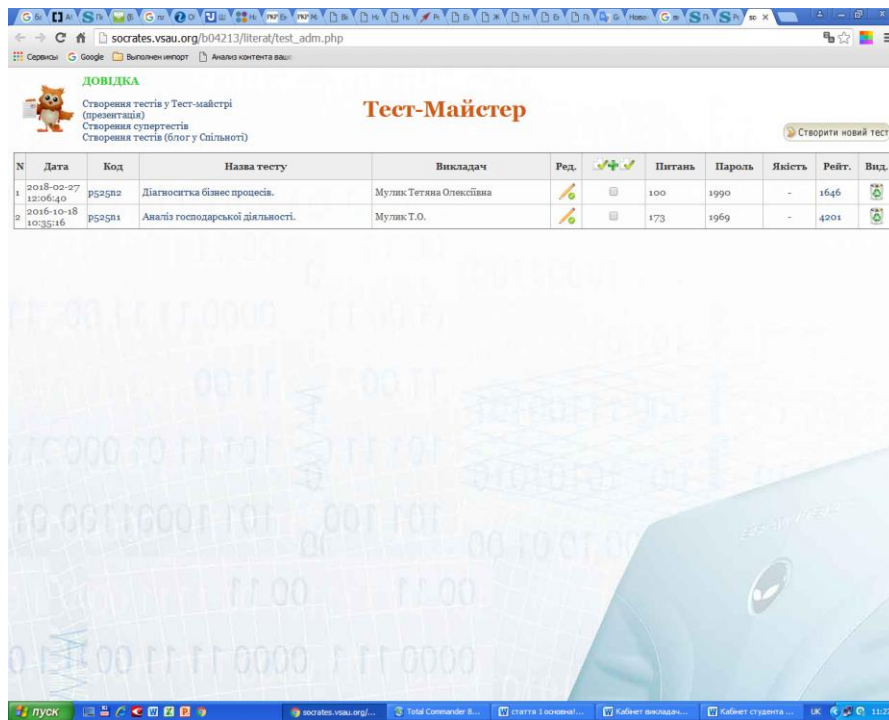 socrates.vsau.org/b04213/literat/test_adm.php
Сервисы Google Выполнен импорт Анализ контента ваш
ДОВІДКА
Створення тестів у Тест-майстрі
(презентація)
Створення супертестів
Створення тестів (блог у Спільноті)
Тест-Майстер
Створити новий тест
N Дата Код Назва тесту Викладач Ред. Питань Пароль Якість Рейт. Вид.
1 2018-02-27 12:06:40 p525n2 Діагноситка бізнес процесів. Мулик Тетяна Олексіївна 100 1990 - 1646
2 2016-10-18 10:35:16 p525n1 Аналіз господарської діяльності. Мулик Т.О. 173 1969 - 4201
пуск socrates.vsau.org/... Total Commander 8... стаття 1 основна!... Кабінет викладач... Кабінет студента ... UK